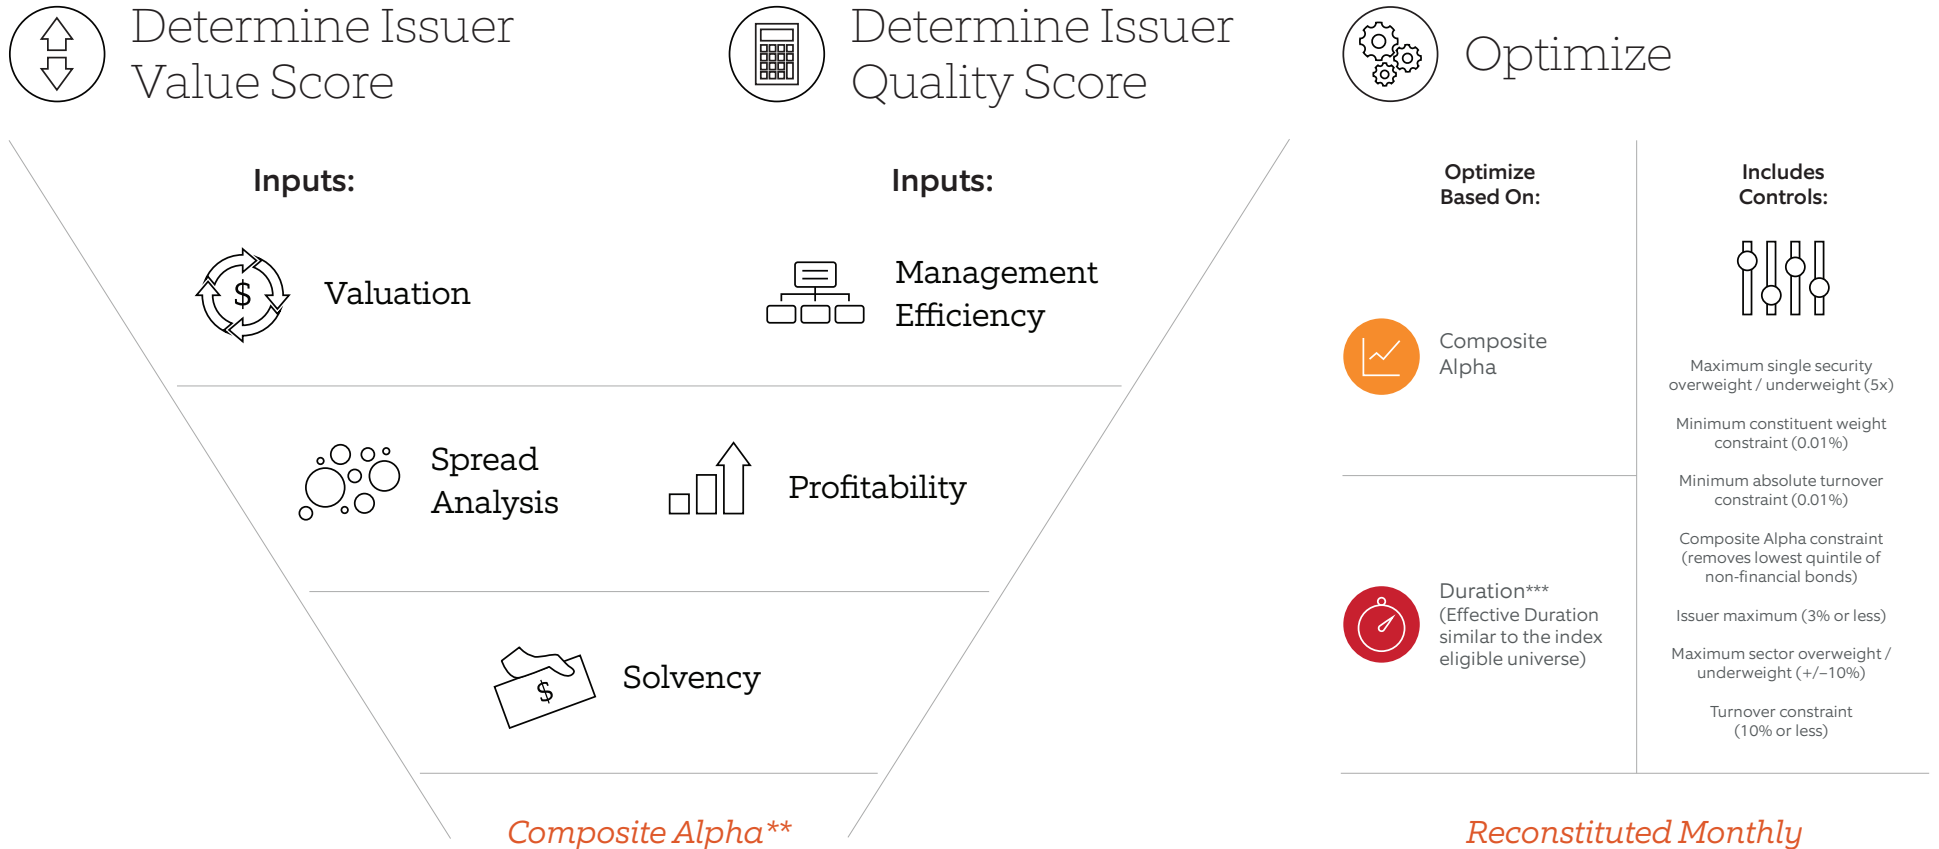 Determine Issuer
Value Score
Determine Issuer
Quality Score
Optimize
Inputs:
Inputs:
$
Valuation
Management
Efficiency
Spread
Analysis
Profitability
$
Solvency
Composite Alpha**
Optimize
Based On:
Composite
Alpha
Duration***
(Effective Duration
similar to the index
eligible universe)
Includes
Controls:
Maximum single security
overweight / underweight (5x)
Minimum constituent weight
constraint (0.01%)
Minimum absolute turnover
constraint (0.01%)
Composite Alpha constraint
(removes lowest quintile of
non-financial bonds)
Issuer maximum (3% or less)
Maximum sector overweight /
underweight (+/–10%)
Turnover constraint
(10% or less)
Reconstituted Monthly